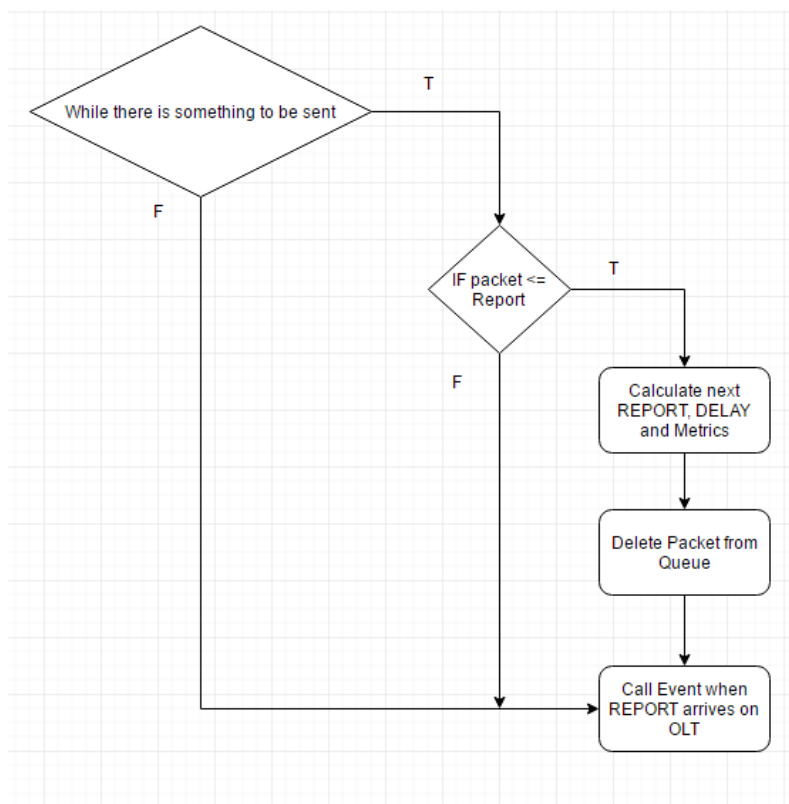 While there is something to be sent
T
F
IF packet <=
Report
T
F
Calculate next
REPORT, DELAY
and Metrics
Delete Packet from
Queue
Call Event when
REPORT arrives on
OLT